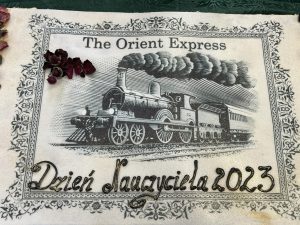 The Orient Express
Dzień Nauczyciela 2023